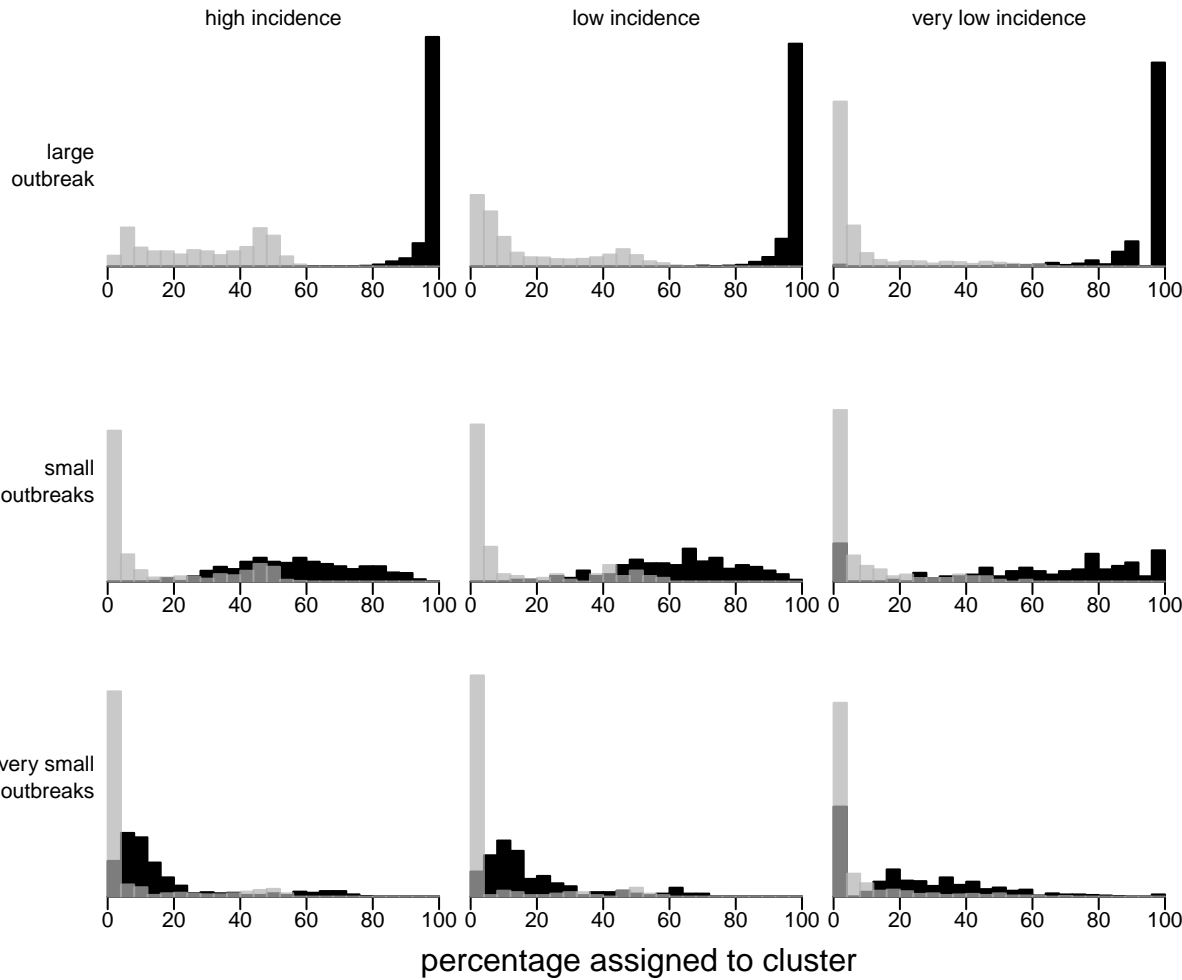 high incidence
low incidence
very low incidence
large
outbreak
0 20 40 60 80 100
0 20 40 60 80 100
0 20 40 60 80 100
small
outbreaks
0 20 40 60 80 100
0 20 40 60 80 100
0 20 40 60 80 100
very small
outbreaks
0 20 40 60 80 100
0 20 40 60 80 100
0 20 40 60 80 100
percentage assigned to cluster